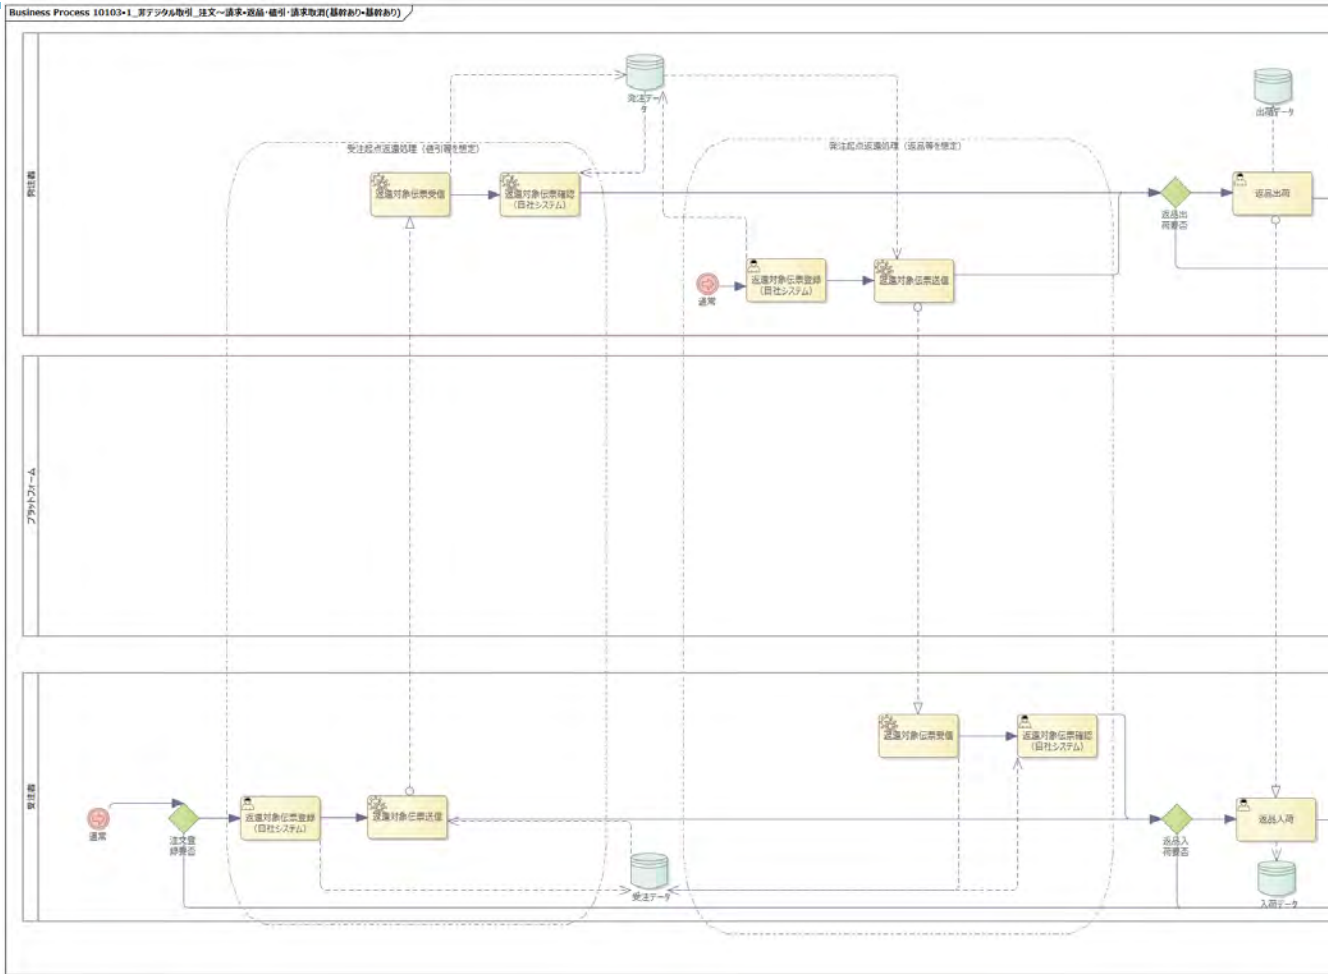 Business Process 10103-1_非デジタル取引_注文～請求-返品・値引・請求取消(基幹あり-基幹あり)
発注者
発注デー
タ
出荷データ
受注起点返還処理（値引等を想定）
発注起点返還処理（返品等を想定）
返還対象伝票受信
返還対象伝票確認
（自社システム）
返品出
荷要否
返品出荷
通常
返還対象伝票登録
（自社システム）
返還対象伝票送信
プラットフォーム
受注者
返還対象伝票受信
返還対象伝票確認
（自社システム）
通常
注文登
録要否
返還対象伝票登録
（自社システム）
返還対象伝票送信
受注データ
返品入
荷要否
返品入荷
入荷データ